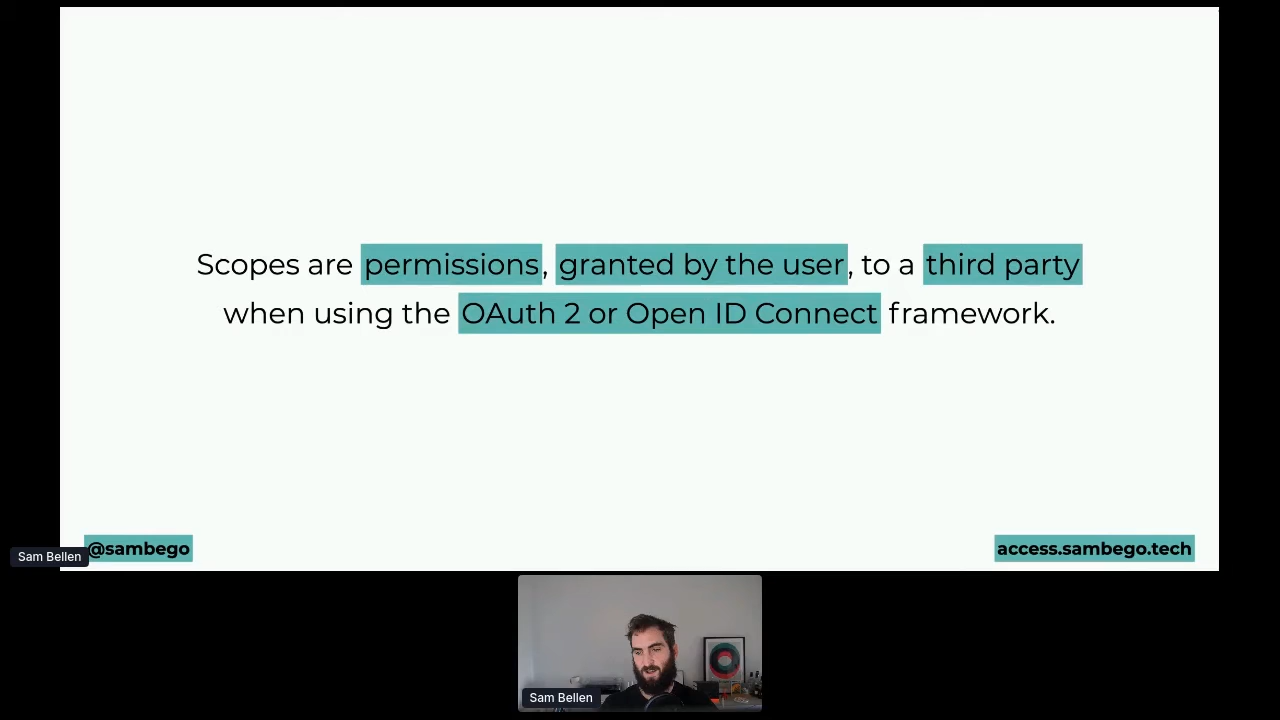 Scopes are permissions, granted by the user, to a third party
when using the OAuth 2 or Open ID Connect framework.
@sambego
access.sambego.tech
Sam Bellen
Sam Bellen